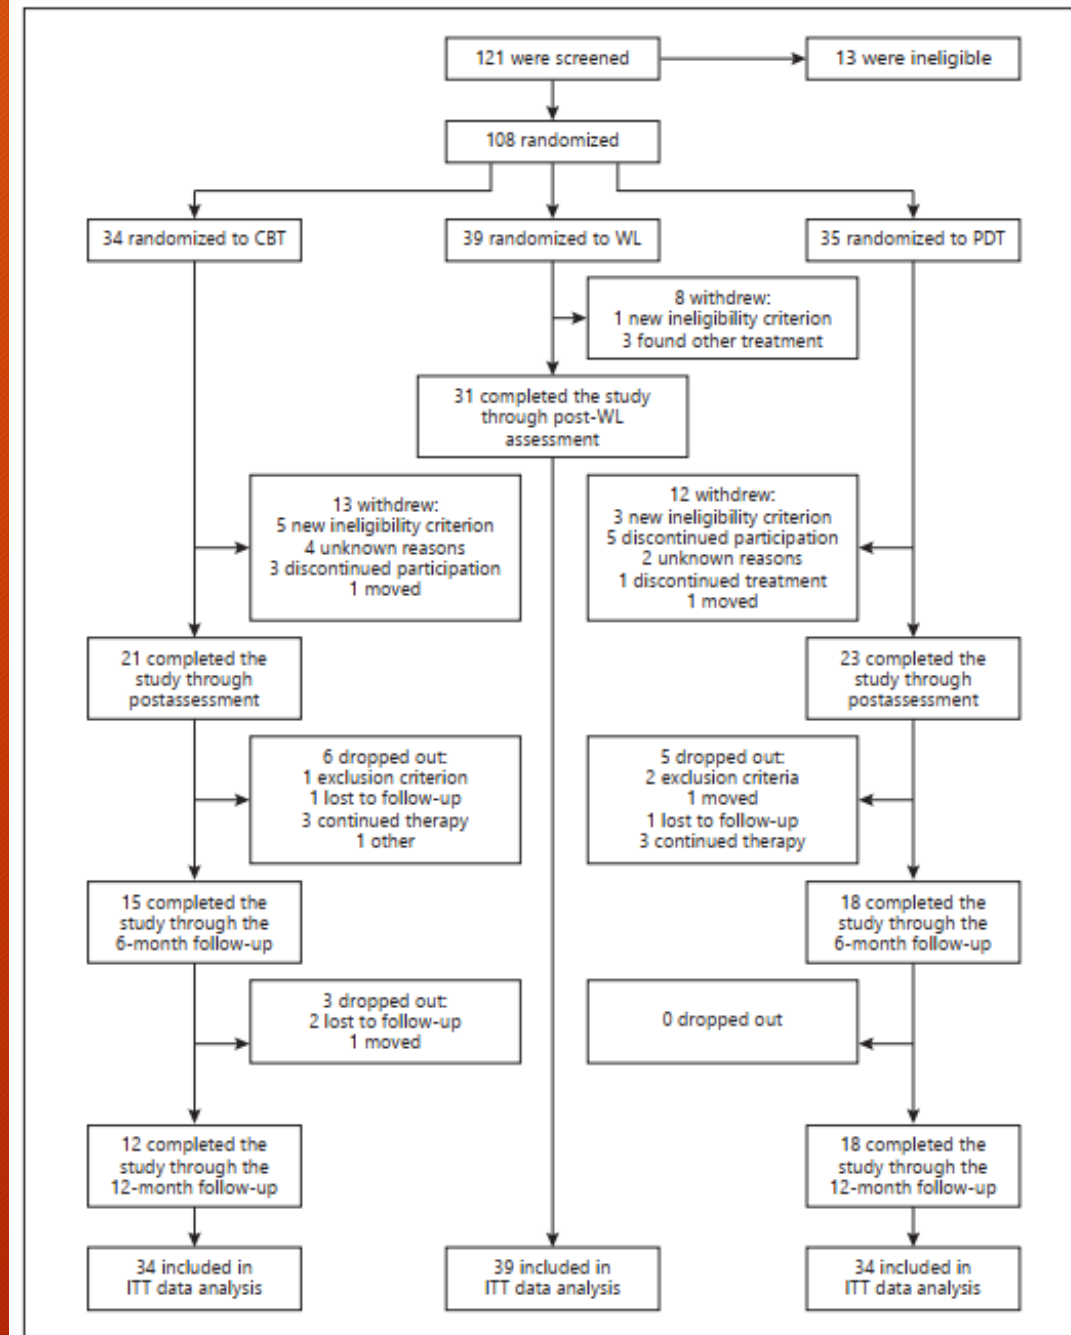 121 were screened
13 were ineligible
108 randomized
34 randomized to CBT
39 randomized to WL
35 randomized to PDT
8 withdrew:
1 new ineligibility criterion
3 found other treatment
31 completed the study
through post-WL
assessment
13 withdrew:
5 new ineligibility criterion
4 unknown reasons
3 discontinued participation
1 moved
12 withdrew:
3 new ineligibility criterion
5 discontinued participation
2 unknown reasons
1 discontinued treatment
1 moved
21 completed the
study through
postassessment
23 completed the
study through
postassessment
6 dropped out:
1 exclusion criterion
1 lost to follow-up
3 continued therapy
1 other
5 dropped out:
2 exclusion criteria
1 moved
1 lost to follow-up
3 continued therapy
15 completed the
study through the
6-month follow-up
18 completed the
study through the
6-month follow-up
3 dropped out:
2 lost to follow-up
1 moved
0 dropped out
12 completed the
study through the
12-month follow-up
18 completed the
study through the
12-month follow-up
34 included in
ITT data analysis
39 included in
ITT data analysis
34 included in
ITT data analysis